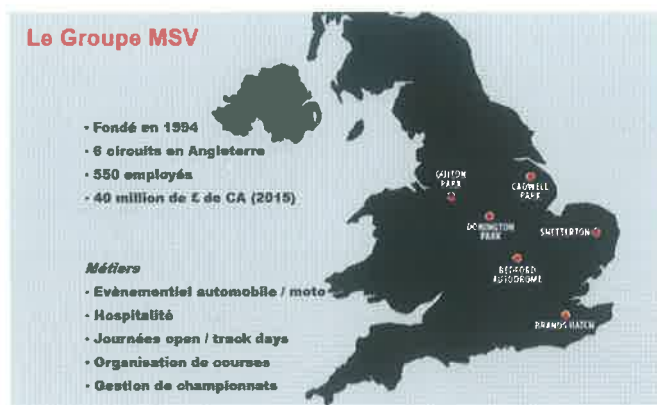 Le Groupe MSV
• Fondé en 1994
• 6 circuits en Angleterre
• 550 employés
• 40 million de £ de CA (2015)
Métiers
• Evènementiel automobile / moto
• Hospitalité
• Journées open / track days
• Organisation de courses
• Gestion de championnats
OULTON
PARK
CADWELL
PARK
DONINGTON
PARK
SNETTERTON
BEDFORD
AUTODROME
BRANDS HATCH